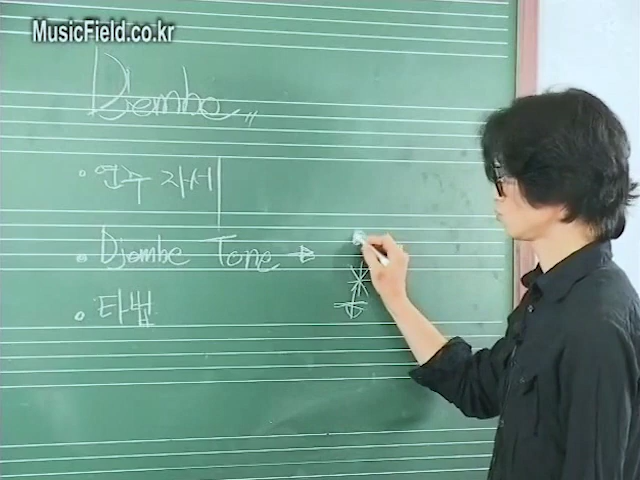 MusicField.co.kr
Djembe
· 연주 자세
· Djembe Tone →
· 타법